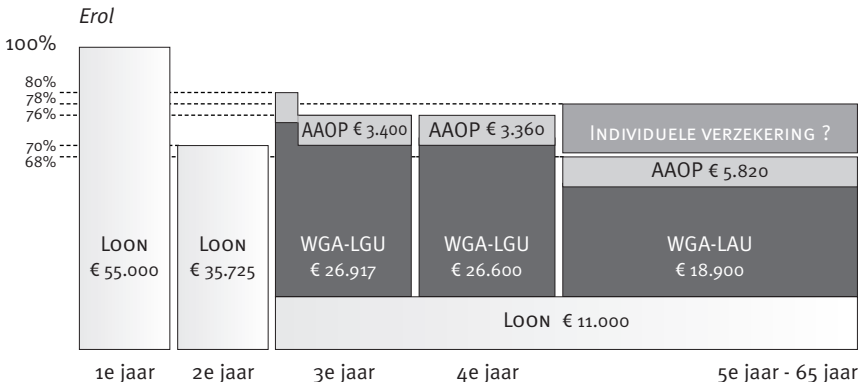 Erol
100%
80%
78%
76%
70%
68%
AAOP € 3.400
AAOP € 3.360
INDIVIDUELE VERZEKERING ?
AAOP € 5.820
LOON
€ 55.000
LOON
€ 35.725
WGA-LGU
€ 26.917
WGA-LGU
€ 26.600
WGA-LAU
€ 18.900
LOON € 11.000
1e jaar
2e jaar
3e jaar
4e jaar
5e jaar - 65 jaar